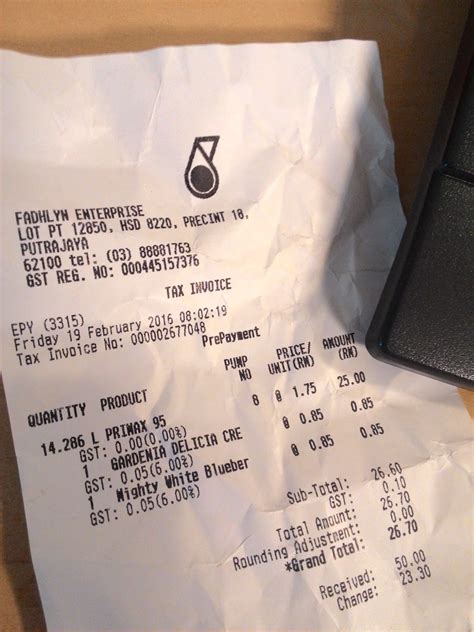 FADHLYN ENTERPRISE
LOT PT 12850, HSD 8220, PRECINT 18,
PUTRAJAYA
62100 tel: (03) 88881763
GST REG. NO: 000445157376
TAX INVOICE
EPY (3315)
Friday 19 February 2016 08:02:19
Tax Invoice No: 000002677048
PrePayment
QUANTITY PRODUCT PUMP NO PRICE/ UNIT(RM) AMOUNT (RM)
14.286 L PRIMAX 95 8 @ 1.75 25.00
GST: 0.00(0.00%)
1 GARDENIA DELICIA CRE @ 0.85 0.85
GST: 0.05(6.00%)
1 Mighty White Blueber @ 0.85 0.85
GST: 0.05(6.00%)
Sub-Total: 26.60
GST: 0.10
Total Amount: 26.70
Rounding Adjustment: 0.00
*Grand Total: 26.70
Received: 50.00
Change: 23.30